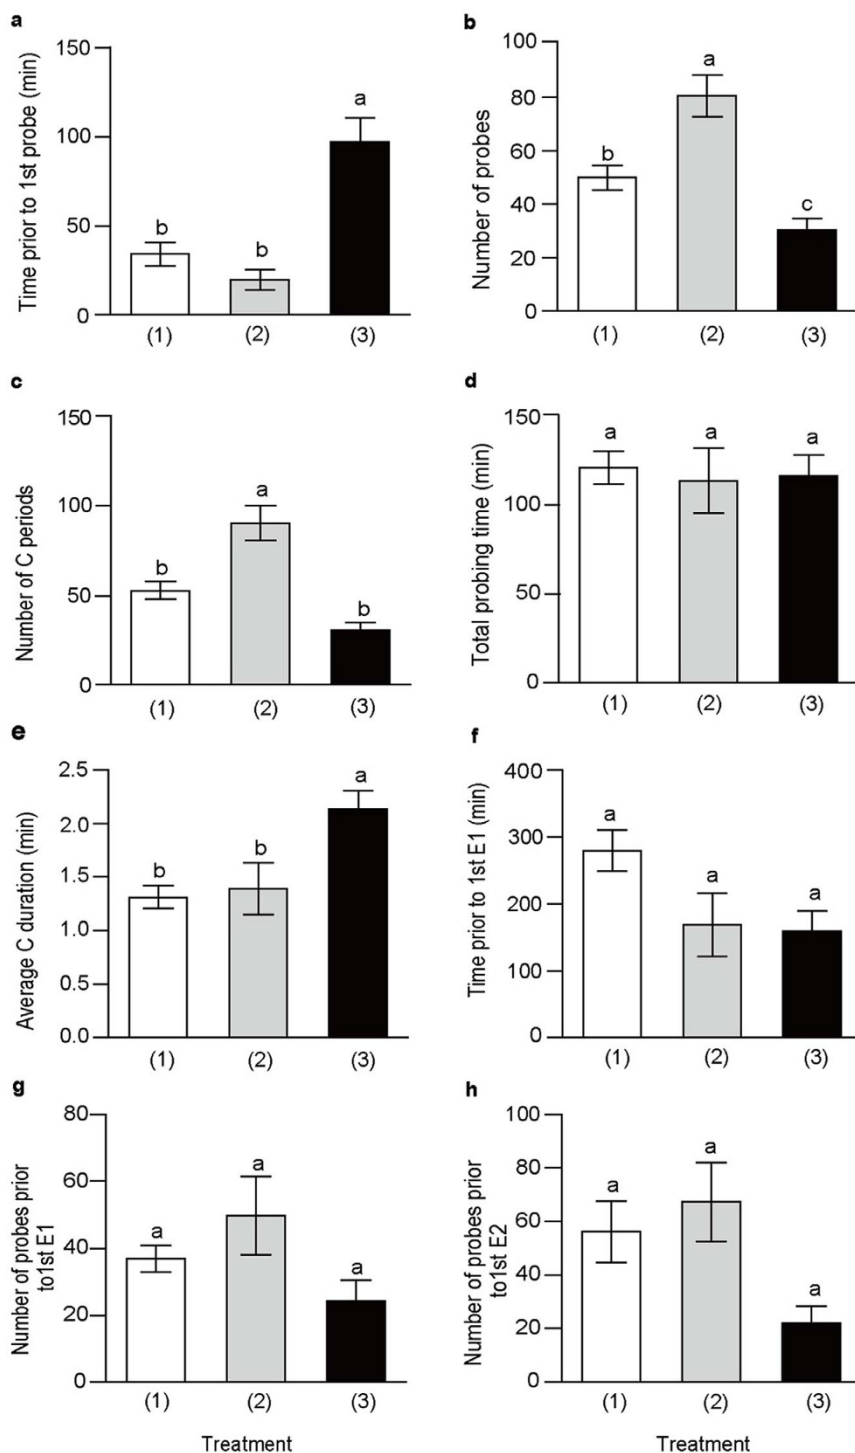 a
Time prior to 1st probe (min)
150
100
50
0
b
b
a
(1)
(2)
(3)
b
Number of probes
100
80
60
40
20
0
b
a
c
(1)
(2)
(3)
c
Number of C periods
150
100
50
0
b
a
b
(1)
(2)
(3)
d
Total probing time (min)
150
100
50
0
a
a
a
(1)
(2)
(3)
e
Average C duration (min)
2.5
2.0
1.5
1.0
0.5
0.0
b
b
a
(1)
(2)
(3)
f
Time prior to 1st E1 (min)
400
300
200
100
0
a
a
a
(1)
(2)
(3)
g
Number of probes prior
to1st E1
80
60
40
20
0
a
a
a
(1)
(2)
(3)
Treatment
h
Number of probes prior
to1st E2
100
80
60
40
20
0
a
a
a
(1)
(2)
(3)
Treatment